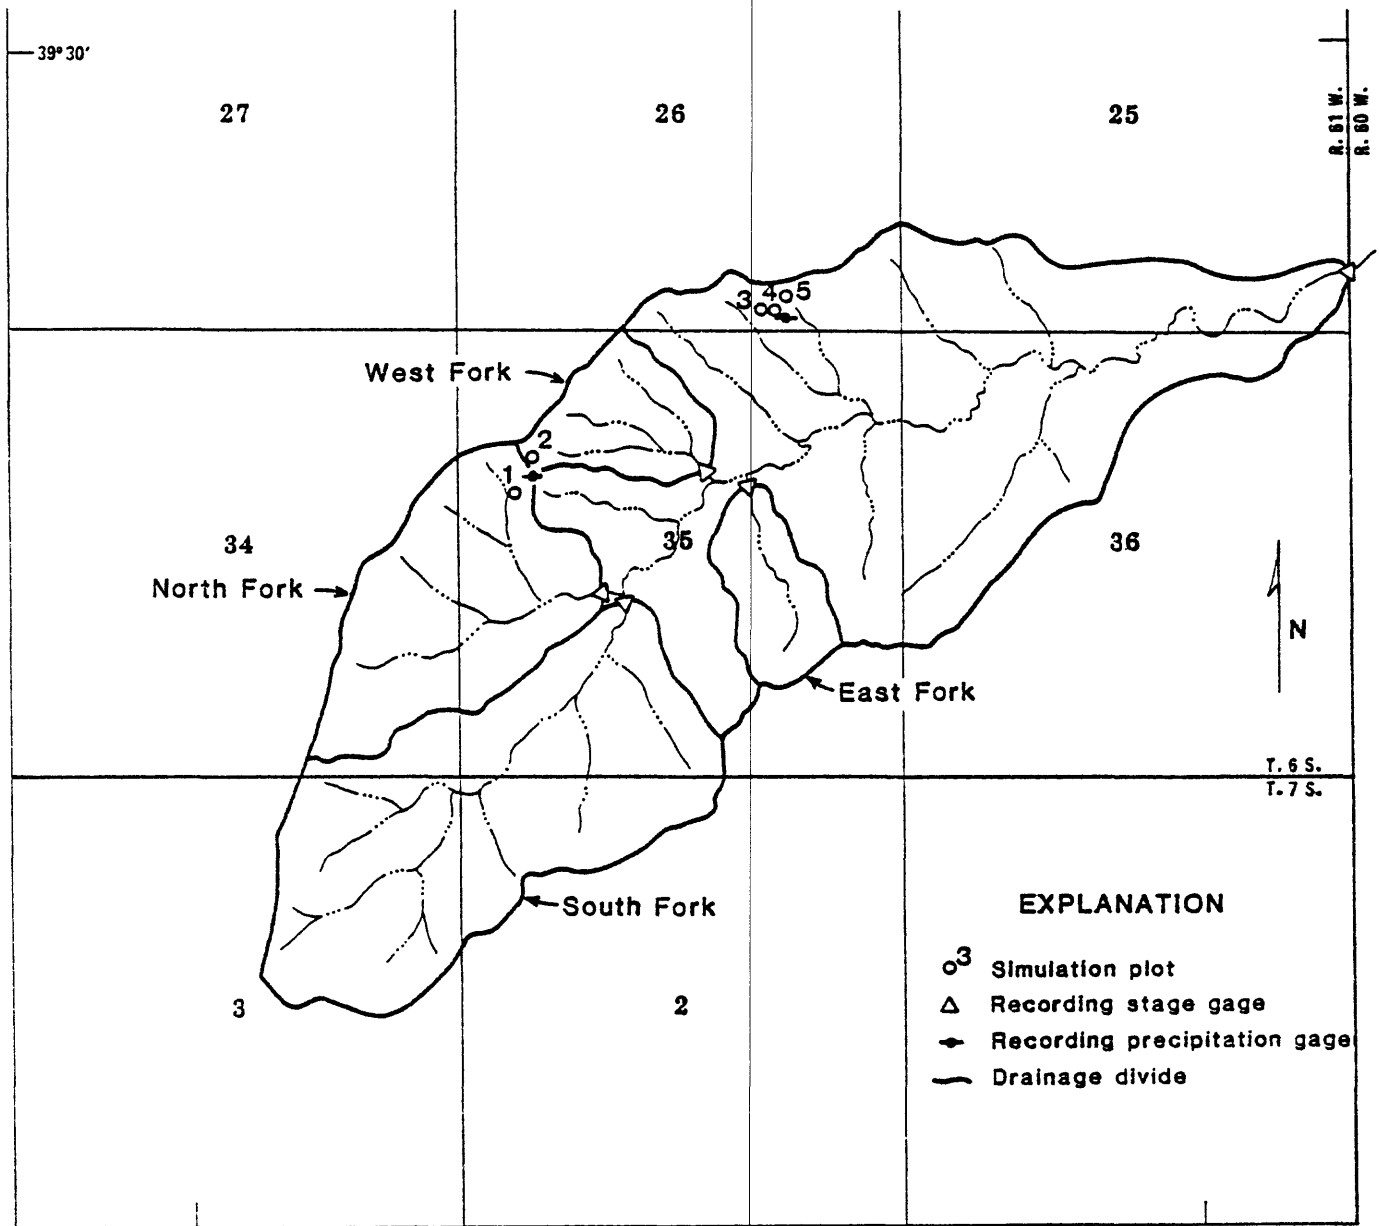 39°30'
27
26
25
R. 61 W.
R. 60 W.
3
4
5
West Fork
2
1
34
35
36
North Fork
N
East Fork
T. 6 S.
T. 7 S.
South Fork
3
2
EXPLANATION
3 Simulation plot
Recording stage gage
Recording precipitation gage
Drainage divide